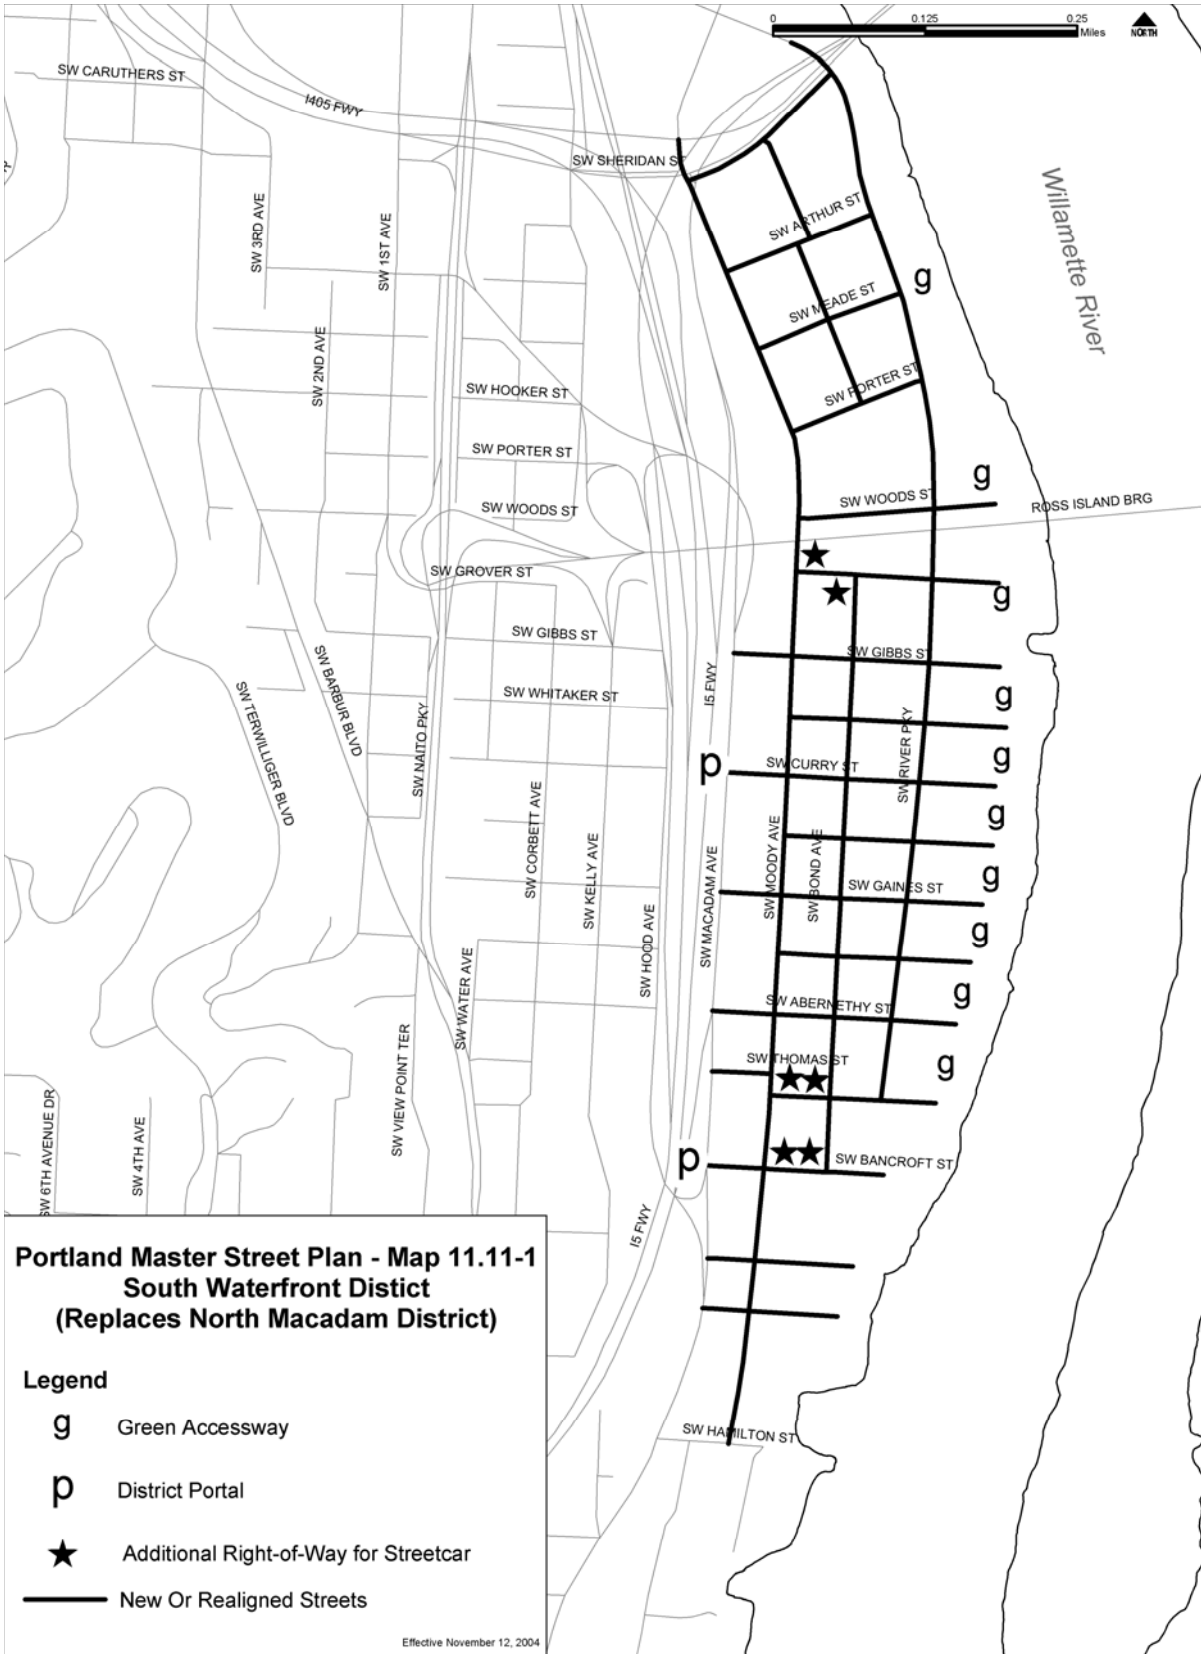 0 0.125 0.25
Miles
NORTH
SW CARUTHERS ST
I405 FWY
SW SHERIDAN ST
SW 3RD AVE
SW 1ST AVE
SW ARTHUR ST
Willamette River
g
SW MEADE ST
SW 2ND AVE
SW HOOKER ST
SW PORTER ST
SW PORTER ST
g
SW WOODS ST
SW WOODS ST
ROSS ISLAND BRG
SW GROVER ST
g
SW GIBBS ST
SW GIBBS ST
SW BARBUR BLVD
SW TERWILLIGER BLVD
SW NAITO PKY
SW WHITAKER ST
I5 FWY
g
SW RIVER PKY
p
SW CURRY ST
g
SW CORBETT AVE
SW KELLY AVE
SW MOODY AVE
SW BOND AVE
g
SW MACADAM AVE
SW GAINES ST
g
SW HOOD AVE
g
SW WATER AVE
SW ABERNETHY ST
g
SW VIEW POINT TER
SW THOMAS ST
g
SW 6TH AVENUE DR
SW 4TH AVE
p
SW BANCROFT ST
I5 FWY
SW HAMILTON ST
Portland Master Street Plan - Map 11.11-1
South Waterfront Distict
(Replaces North Macadam District)
Legend
g Green Accessway
p District Portal
Additional Right-of-Way for Streetcar
New Or Realigned Streets
Effective November 12, 2004